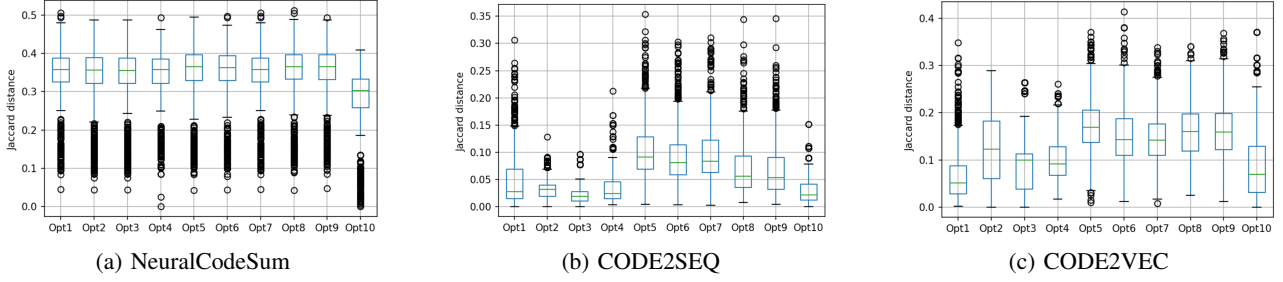 Jaccard distance
0.5
0.4
0.3
0.2
0.1
0.0
Opt1 Opt2 Opt3 Opt4 Opt5 Opt6 Opt7 Opt8 Opt9 Opt10
(a) NeuralCodeSum
Jaccard distance
0.35
0.30
0.25
0.20
0.15
0.10
0.05
0.00
Opt1 Opt2 Opt3 Opt4 Opt5 Opt6 Opt7 Opt8 Opt9 Opt10
(b) CODE2SEQ
Jaccard distance
0.4
0.3
0.2
0.1
0.0
Opt1 Opt2 Opt3 Opt4 Opt5 Opt6 Opt7 Opt8 Opt9 Opt10
(c) CODE2VEC